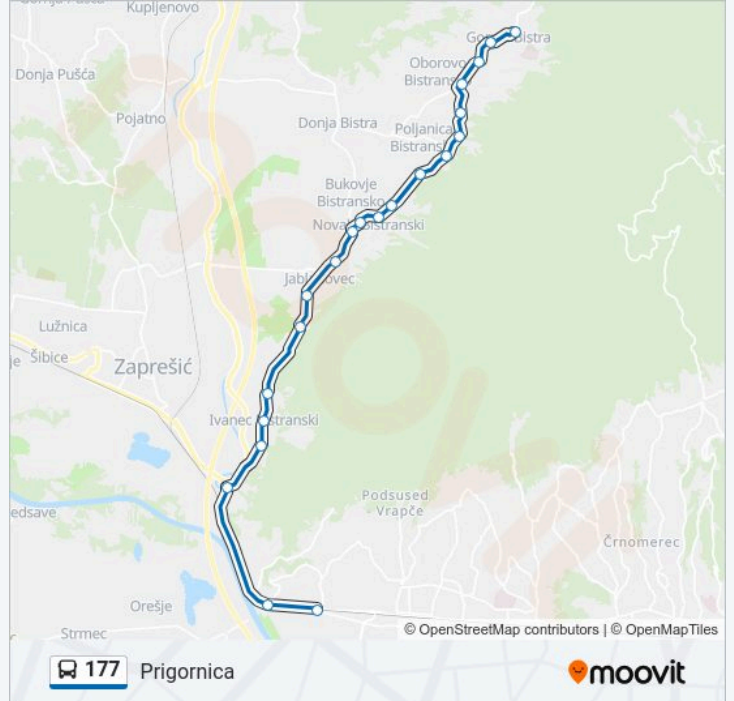 Kupljenovo
Gornja Bistra
Donja Pušća
Oborovo
Bistransko
Pojatno
Donja Bistra
Poljanica
Bistranska
Bukovje
Bistransko
Novaki Bistranski
Jablanovec
Lužnica
Šibice
Zaprešić
Ivanec Bistranski
Podsused
- Vrapče
edsave
Črnomerec
Orešje
Strmec
© OpenStreetMap contributors | © OpenMapTiles
177 Prigornica
moovit